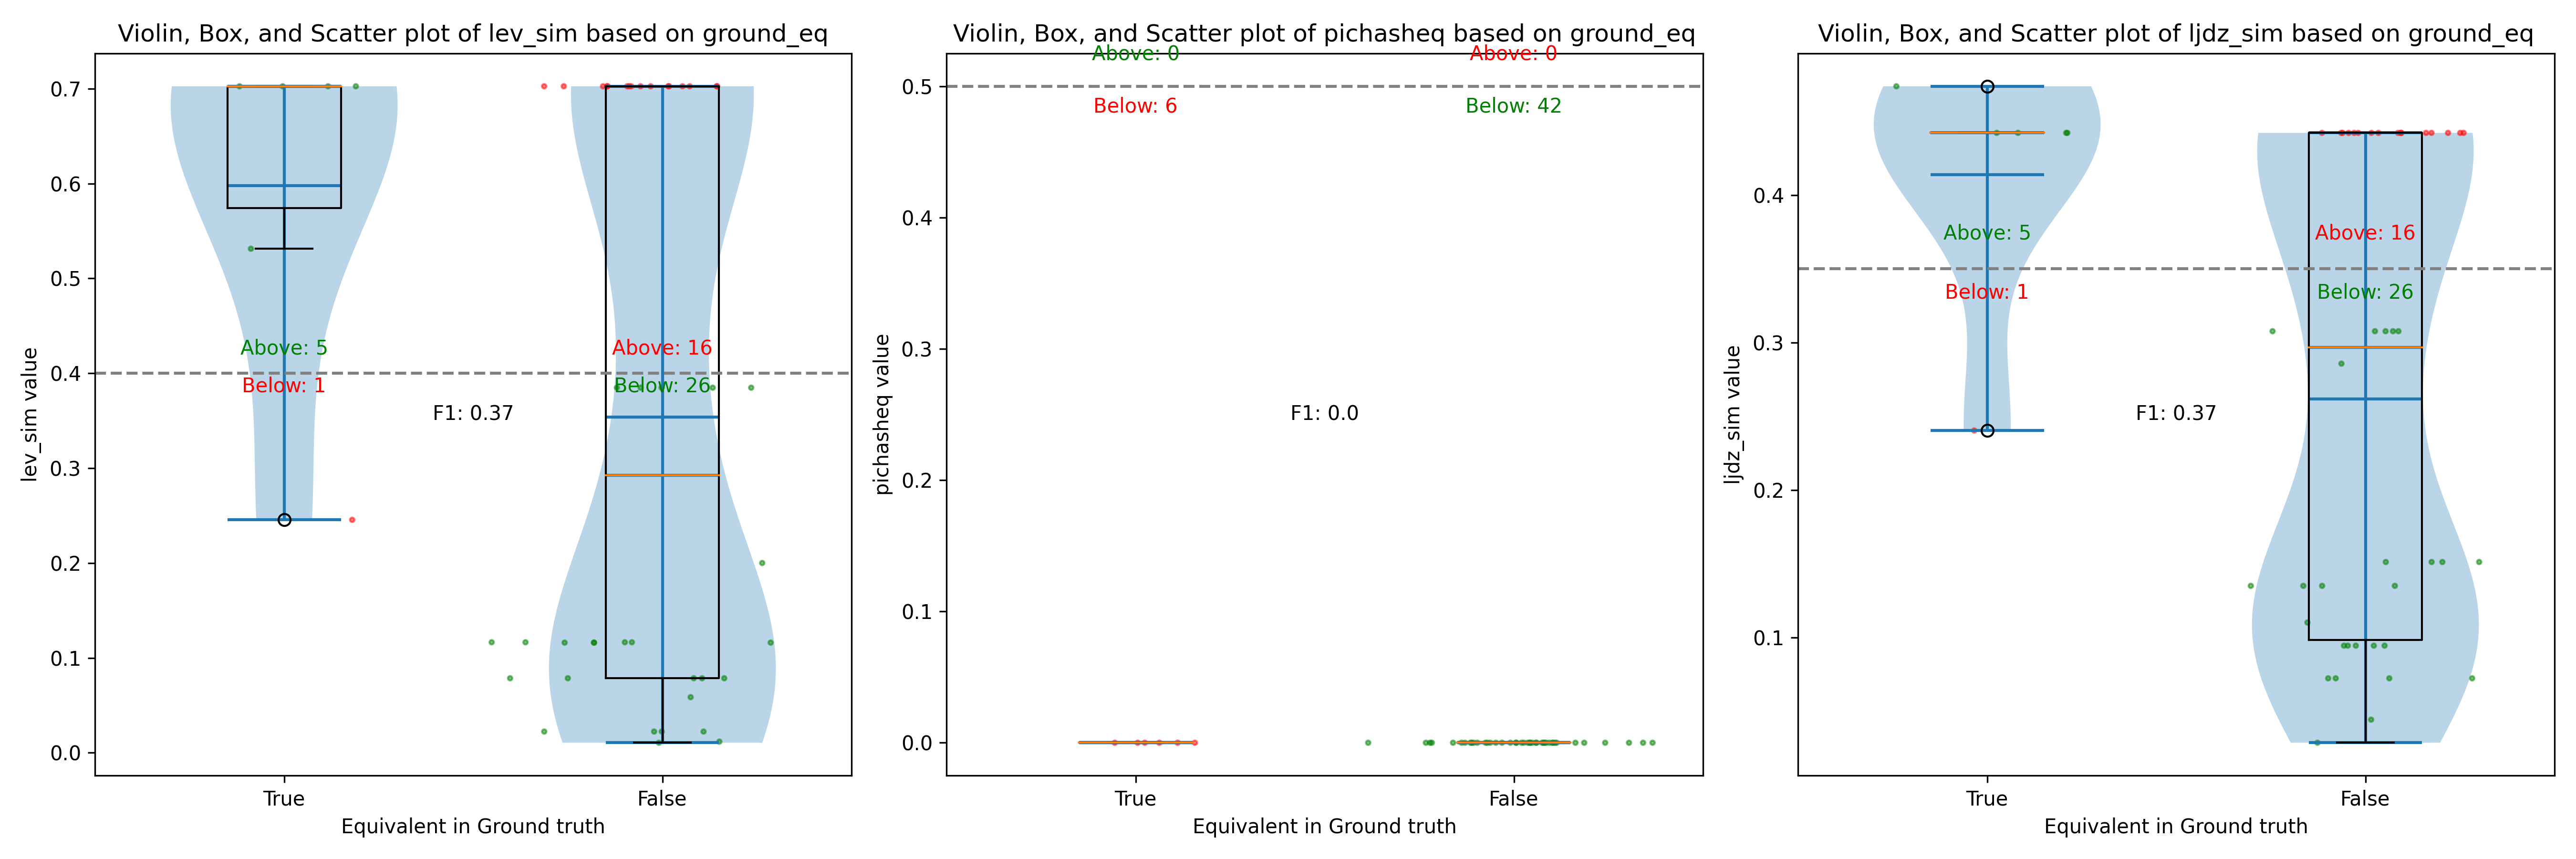 Violin, Box, and Scatter plot of lev_sim based on ground_eq
0.7
0.6
0.5
0.4
0.3
0.2
0.1
0.0
lev_sim value
Above: 5
Below: 1
Above: 16
Below: 26
F1: 0.37
True
False
Equivalent in Ground truth
Violin, Box, and Scatter plot of pichasheq based on ground_eq
Above: 0
Below: 6
Above: 0
Below: 42
0.5
0.4
0.3
0.2
0.1
0.0
pichasheq value
F1: 0.0
True
False
Equivalent in Ground truth
Violin, Box, and Scatter plot of ljdz_sim based on ground_eq
0.4
0.3
0.2
0.1
ljdz_sim value
Above: 5
Below: 1
Above: 16
Below: 26
F1: 0.37
True
False
Equivalent in Ground truth